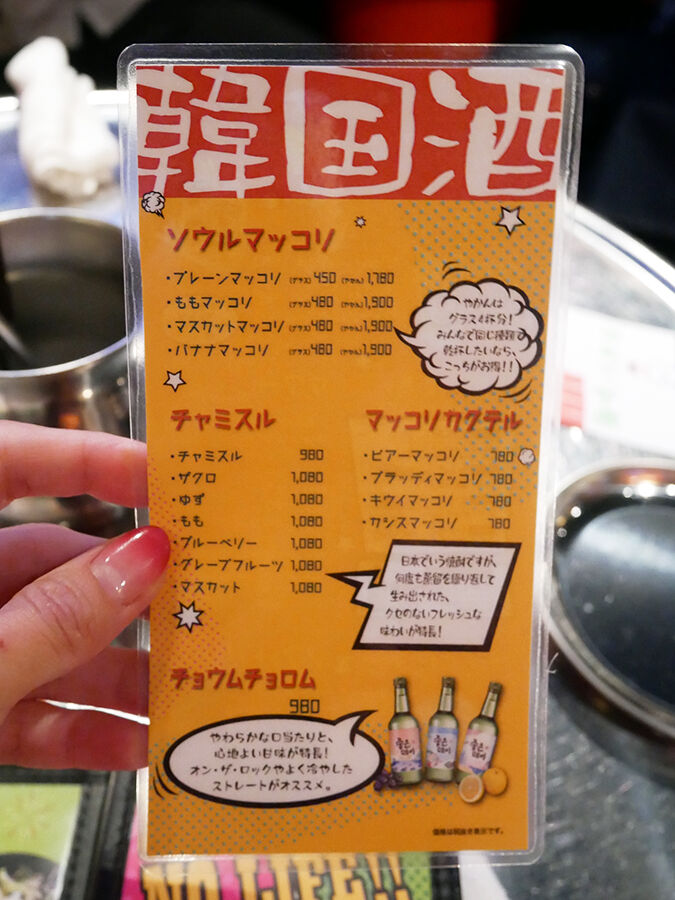 韓国酒
ソウルマッコリ
・プレーンマッコリ (グラス)450 (やかん)1,780
・ももマッコリ (グラス)480 (やかん)1,900
・マスカットマッコリ (グラス)480 (やかん)1,900
・バナナマッコリ (グラス)480 (やかん)1,900
やかんは
グラス4杯分!
みんなで同じ種類で
乾杯したいなら、
こっちがお得!!
チャミスル
・チャミスル 980
・ザクロ 1,080
・ゆず 1,080
・もも 1,080
・ブルーベリー 1,080
・グレープフルーツ 1,080
・マスカット 1,080
マッコリカクテル
・ビアーマッコリ 780
・ブラッディマッコリ 780
・キウイマッコリ 780
・カシスマッコリ 780
日本でいう焼酎ですが、
何度も蒸留を繰り返して
生み出された、
クセのないフレッシュな
味わいが特長!
チョウムチョロム
980
やわらかな口当たりと、
心地よい甘味が特長!
オン・ザ・ロックやよく冷やした
ストレートがオススメ。
価格は税抜き表示です。
NO LIFE!!